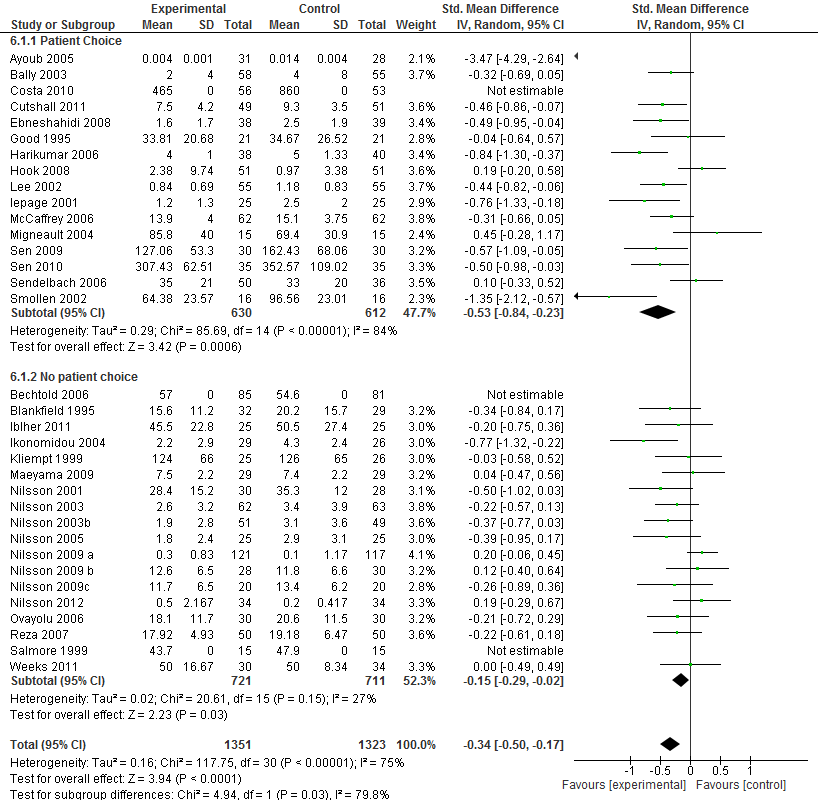 Experimental Control Std. Mean Difference Std. Mean Difference
Study or Subgroup Mean SD Total Mean SD Total Weight IV, Random, 95% CI IV, Random, 95% CI
6.1.1 Patient Choice
Ayoub 2005 0.004 0.001 31 0.014 0.004 28 2.1% -3.47 [-4.29, -2.64]
Bally 2003 2 4 58 4 8 55 3.7% -0.32 [-0.69, 0.05]
Costa 2010 465 0 56 860 0 53 Not estimable
Cutshall 2011 7.5 4.2 49 9.3 3.5 51 3.6% -0.46 [-0.86, -0.07]
Ebneshahidi 2008 1.6 1.7 38 2.5 1.9 39 3.3% -0.49 [-0.95, -0.04]
Good 1995 33.81 20.68 21 34.67 26.52 21 2.8% -0.04 [-0.64, 0.57]
Harikumar 2006 4 1 38 5 1.33 40 3.3% -0.84 [-1.30, -0.37]
Hook 2008 2.38 9.74 51 0.97 3.38 51 3.6% 0.19 [-0.20, 0.58]
Lee 2002 0.84 0.69 55 1.18 0.83 55 3.6% -0.44 [-0.82, -0.06]
lepage 2001 1.2 1.3 25 2.5 2 25 2.9% -0.76 [-1.33, -0.18]
McCaffrey 2006 13.9 4 62 15.1 3.75 62 3.7% -0.31 [-0.66, 0.05]
Migneault 2004 85.8 40 15 69.4 30.9 15 2.4% 0.45 [-0.28, 1.17]
Sen 2009 127.06 53.3 30 162.43 68.06 30 3.1% -0.57 [-1.09, -0.05]
Sen 2010 307.43 62.51 35 352.57 109.02 35 3.2% -0.50 [-0.98, -0.03]
Sendelbach 2006 35 21 50 33 20 36 3.4% 0.10 [-0.33, 0.52]
Smollen 2002 64.38 23.57 16 96.56 23.01 16 2.3% -1.35 [-2.12, -0.57]
Subtotal (95% CI) 630 612 47.7% -0.53 [-0.84, -0.23]
Heterogeneity: Tau² = 0.29; Chi² = 85.69, df = 14 (P < 0.00001); I² = 84%
Test for overall effect: Z = 3.42 (P = 0.0006)
6.1.2 No patient choice
Bechtold 2006 57 0 85 54.6 0 81 Not estimable
Blankfield 1995 15.6 11.2 32 20.2 15.7 29 3.2% -0.34 [-0.84, 0.17]
Iblher 2011 45.5 22.8 25 50.5 27.4 25 3.0% -0.20 [-0.75, 0.36]
Ikonomidou 2004 2.2 2.9 29 4.3 2.4 26 3.0% -0.77 [-1.32, -0.22]
Kliempt 1999 124 66 25 126 65 26 3.0% -0.03 [-0.58, 0.52]
Maeyama 2009 7.5 2.2 29 7.4 2.2 29 3.1% 0.04 [-0.47, 0.56]
Nilsson 2001 28.4 15.2 30 35.3 12 28 3.1% -0.50 [-1.02, 0.03]
Nilsson 2003 2.6 3.2 62 3.4 3.9 63 3.7% -0.22 [-0.57, 0.13]
Nilsson 2003b 1.9 2.8 51 3.1 3.6 49 3.5% -0.37 [-0.77, 0.03]
Nilsson 2005 1.8 2.4 25 2.9 3.1 25 3.0% -0.39 [-0.95, 0.17]
Nilsson 2009 a 0.3 0.83 121 0.1 1.17 117 4.1% 0.20 [-0.06, 0.45]
Nilsson 2009 b 12.6 6.5 28 11.8 6.6 30 3.1% 0.12 [-0.40, 0.64]
Nilsson 2009c 11.7 6.5 20 13.4 6.2 20 2.7% -0.26 [-0.89, 0.36]
Nilsson 2012 0.5 2.167 34 0.2 0.417 34 3.3% 0.19 [-0.29, 0.67]
Ovayolu 2006 18.1 11.7 30 20.6 11.5 30 3.2% -0.21 [-0.72, 0.29]
Reza 2007 17.92 4.93 50 19.18 6.47 50 3.6% -0.22 [-0.61, 0.18]
Salmore 1999 43.7 0 15 47.9 0 15 Not estimable
Weeks 2011 50 16.67 30 50 8.34 34 3.3% 0.00 [-0.49, 0.49]
Subtotal (95% CI) 721 711 52.3% -0.15 [-0.29, -0.02]
Heterogeneity: Tau² = 0.02; Chi² = 20.61, df = 15 (P = 0.15); I² = 27%
Test for overall effect: Z = 2.23 (P = 0.03)
Total (95% CI) 1351 1323 100.0% -0.34 [-0.50, -0.17]
Heterogeneity: Tau² = 0.16; Chi² = 117.75, df = 30 (P < 0.00001); I² = 75%
Test for overall effect: Z = 3.94 (P < 0.0001)
Test for subgroup differences: Chi² = 4.94, df = 1 (P = 0.03), I² = 79.8%
-1 -0.5 0 0.5 1
Favours [experimental] Favours [control]